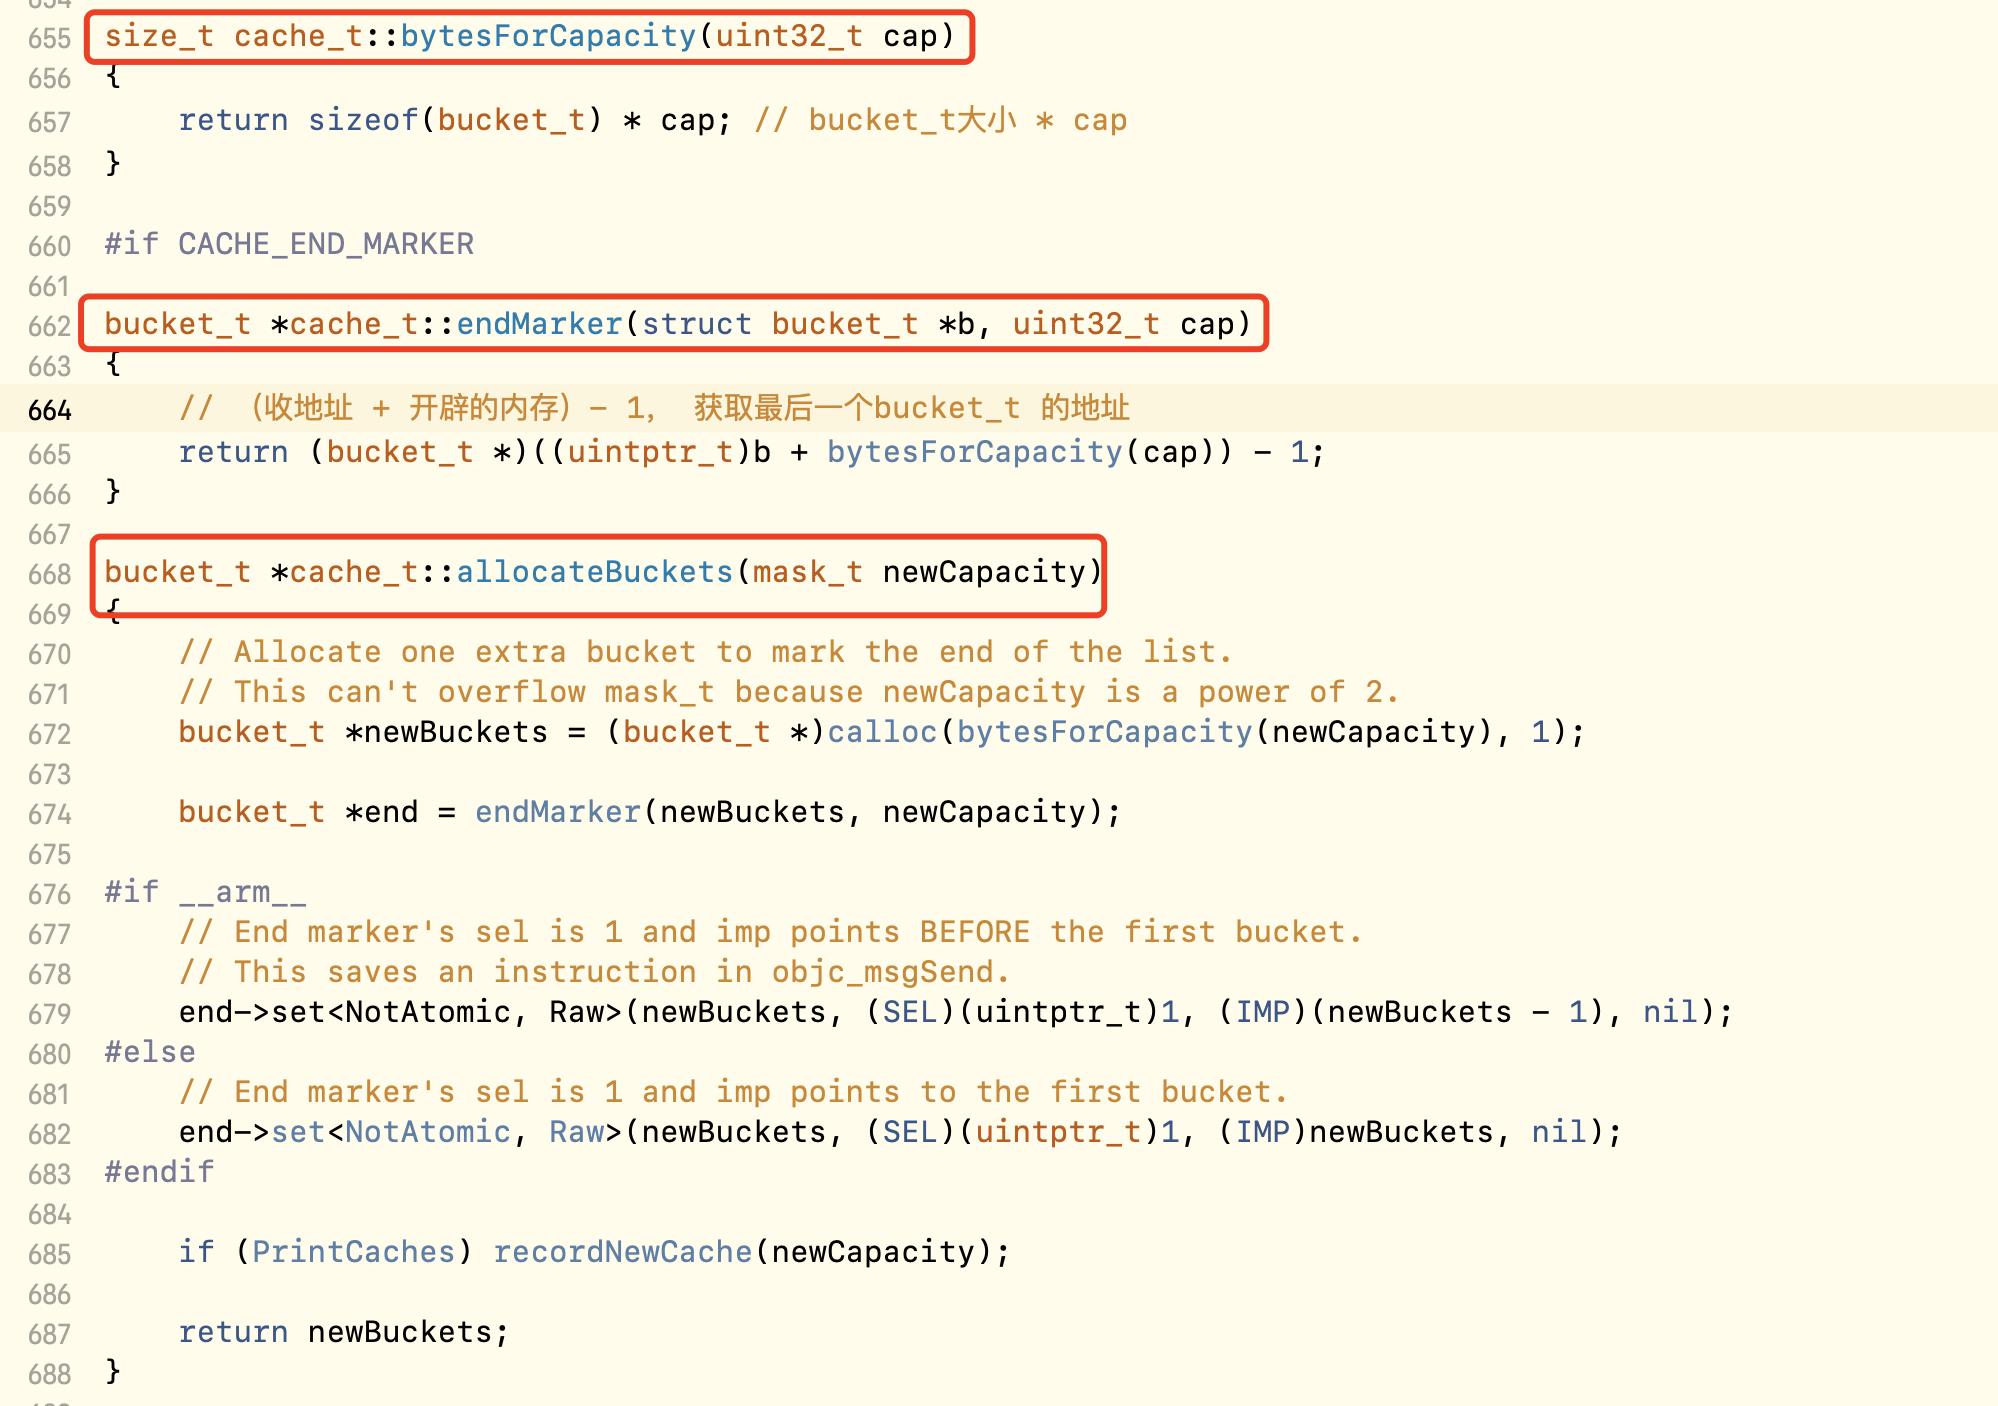 655 size_t cache_t::bytesForCapacity(uint32_t cap)
656 {
657     return sizeof(bucket_t) * cap; // bucket_t大小 * cap
658 }
659
660 #if CACHE_END_MARKER
661
662 bucket_t *cache_t::endMarker(struct bucket_t *b, uint32_t cap)
663 {
664     // （收地址 + 开辟的内存）- 1， 获取最后一个bucket_t 的地址
665     return (bucket_t *)((uintptr_t)b + bytesForCapacity(cap)) - 1;
666 }
667
668 bucket_t *cache_t::allocateBuckets(mask_t newCapacity)
669 {
670     // Allocate one extra bucket to mark the end of the list.
671     // This can't overflow mask_t because newCapacity is a power of 2.
672     bucket_t *newBuckets = (bucket_t *)calloc(bytesForCapacity(newCapacity), 1);
673
674     bucket_t *end = endMarker(newBuckets, newCapacity);
675
676 #if __arm__
677     // End marker's sel is 1 and imp points BEFORE the first bucket.
678     // This saves an instruction in objc_msgSend.
679     end->set<NotAtomic, Raw>(newBuckets, (SEL)(uintptr_t)1, (IMP)(newBuckets - 1), nil);
680 #else
681     // End marker's sel is 1 and imp points to the first bucket.
682     end->set<NotAtomic, Raw>(newBuckets, (SEL)(uintptr_t)1, (IMP)newBuckets, nil);
683 #endif
684
685     if (PrintCaches) recordNewCache(newCapacity);
686
687     return newBuckets;
688 }